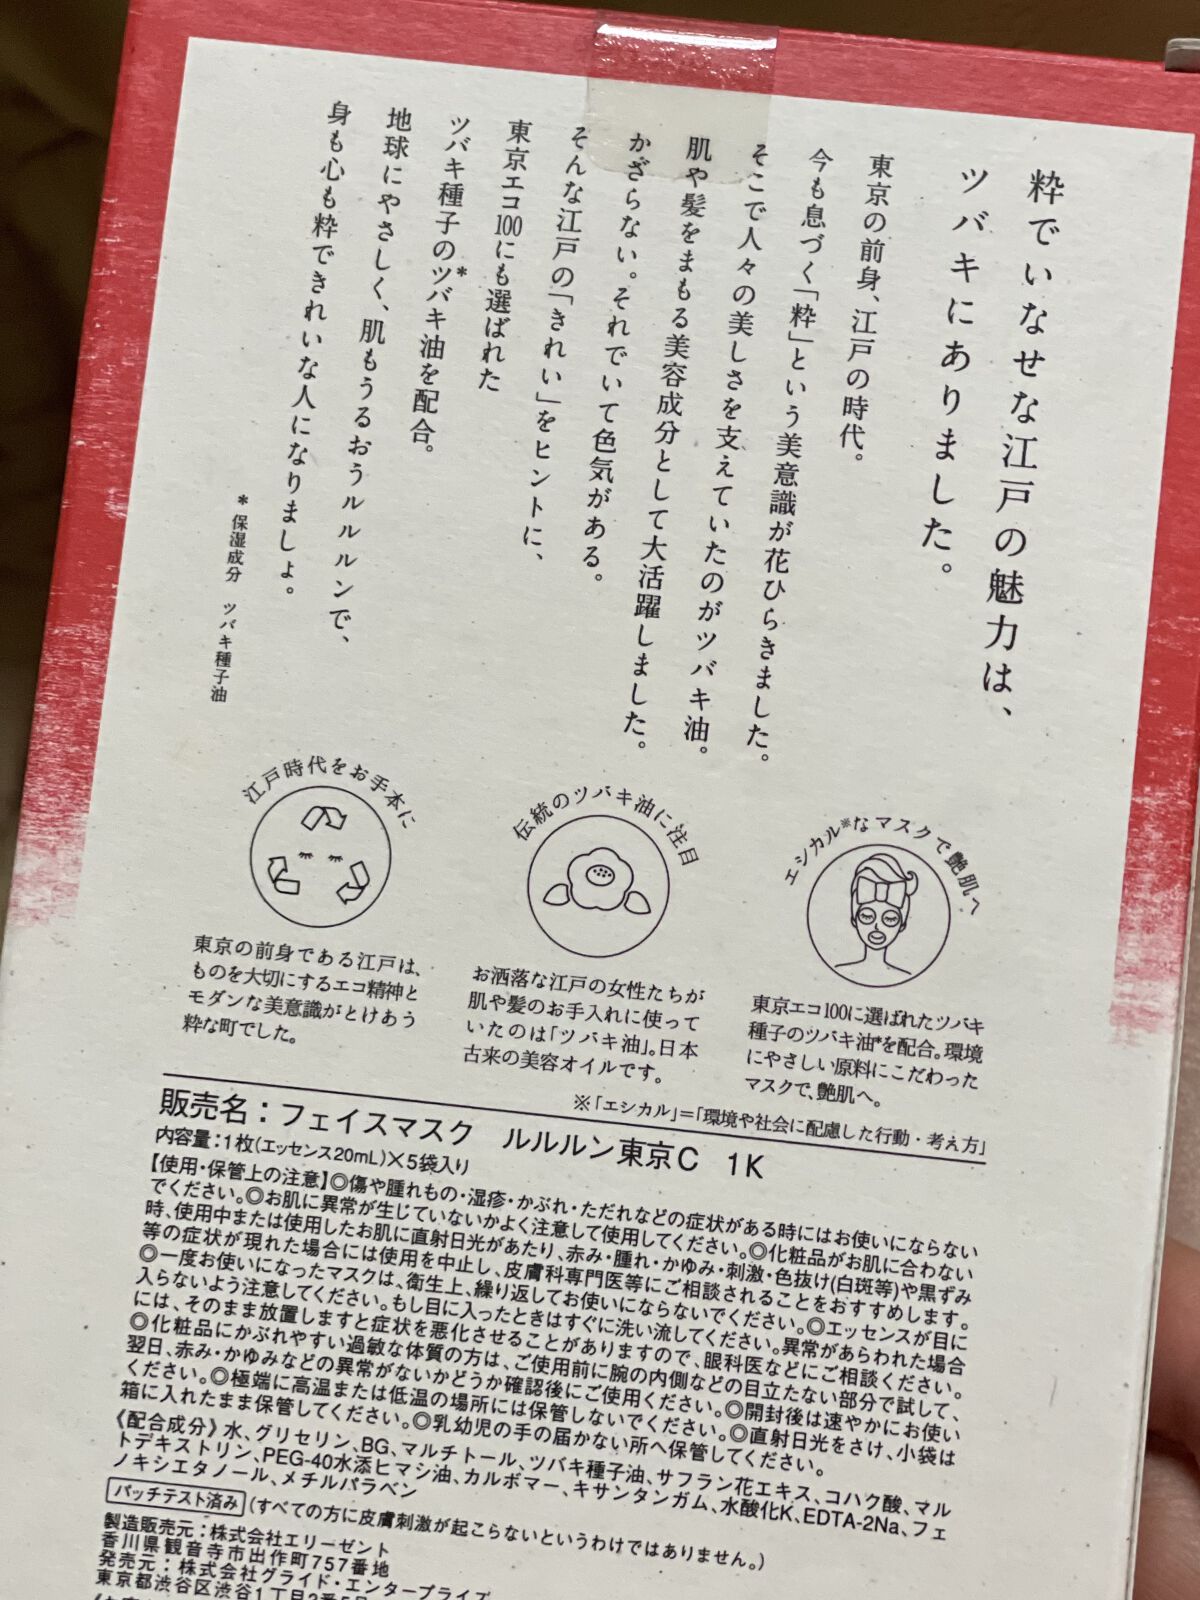 粋でいなせな江戸の魅力は、
ツバキにありました。
東京の前身、江戸の時代。
今も息づく「粋」という美意識が花ひらきました。
そこで人々の美しさを支えていたのがツバキ油。
肌や髪をまもる美容成分として大活躍しました。
かざらない。それでいて色気がある。
そんな江戸の「きれい」をヒントに、
東京エコ100にも選ばれた
ツバキ種子のツバキ油*を配合。
地球にやさしく、肌もうるおうルルルンで、
身も心も粋できれいな人になりましょ。
*保湿成分 ツバキ種子油
江戸時代をお手本に
東京の前身である江戸は、
ものを大切にするエコ精神と
モダンな美意識がとけあう
粋な町でした。
伝統のツバキ油に注目
お洒落な江戸の女性たちが
肌や髪のお手入れに使って
いたのは「ツバキ油」。日本
古来の美容オイルです。
エシカル※なマスクで艶肌へ
東京エコ100に選ばれたツバキ
種子のツバキ油*を配合。環境
にやさしい原料にこだわった
マスクで、艶肌へ。
※「エシカル」=「環境や社会に配慮した行動・考え方」
販売名:フェイスマスク ルルルン東京C 1K
内容量:1枚(エッセンス20mL)×5袋入り
【使用・保管上の注意】◎傷や腫れもの・湿疹・かぶれ・ただれなどの症状がある時にはお使いにならない
でください。◎お肌に異常が生じていないかよく注意して使用してください。◎化粧品がお肌に合わない
時、使用中または使用したお肌に直射日光があたり、赤み・腫れ・かゆみ・刺激・色抜け(白斑等)や黒ずみ
等の症状が現れた場合には使用を中止し、皮膚科専門医等にご相談されることをおすすめします。
◎一度お使いになったマスクは、衛生上、繰り返してお使いにならないでください。◎エッセンスが目に
入らないよう注意してください。もし目に入ったときはすぐに洗い流してください。異常があらわれた場合
には、そのまま放置しますと症状を悪化させることがありますので、眼科医などにご相談ください。
◎化粧品にかぶれやすい過敏な体質の方は、ご使用前に腕の内側などの目立たない部分で試して、
翌日、赤み・かゆみなどの異常がないかどうか確認後にご使用ください。◎開封後は速やかにお使い
ください。◎極端に高温または低温の場所には保管しないでください。◎直射日光をさけ、小袋は
箱に入れたまま保管してください。◎乳幼児の手の届かない所へ保管してください。
《配合成分》水、グリセリン、BG、マルチトール、ツバキ種子油、サフラン花エキス、コハク酸、マル
トデキストリン、PEG-40水添ヒマシ油、カルボマー、キサンタンガム、水酸化K、EDTA-2Na、フェ
ノキシエタノール、メチルパラベン
パッチテスト済み(すべての方に皮膚刺激が起こらないというわけではありません。)
製造販売元:株式会社エリーゼント
香川県観音寺市出作町757番地
発売元:株式会社グライド・エンタープライズ
東京都渋谷区渋谷1丁目